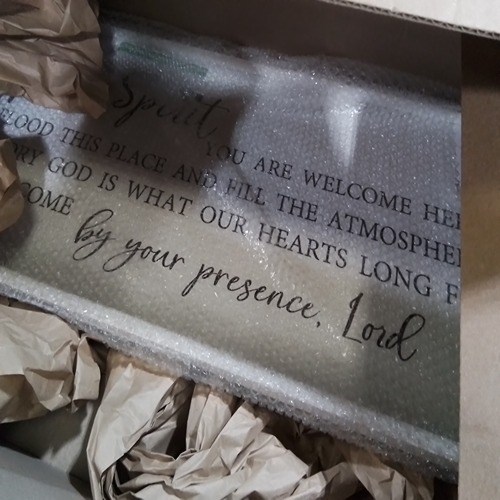 Spirit
YOU ARE WELCOME HE
FLOOD THIS PLACE AND FILL THE ATMOSPHE
RY GOD IS WHAT OUR HEARTS LONG F
COME
by your presence, Lord